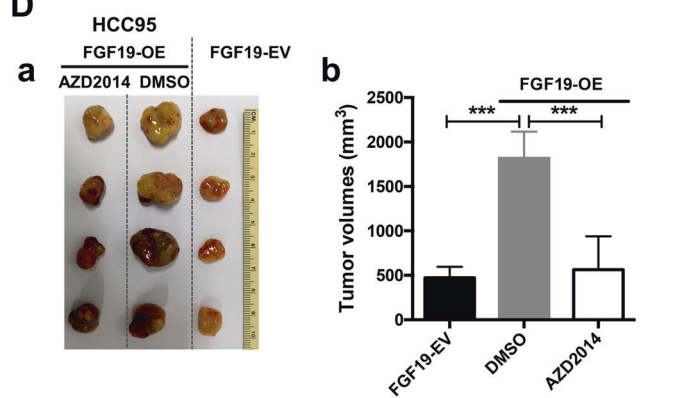 D
HCC95
FGF19-OE
FGF19-EV
a
AZD2014
DMSO
b
FGF19-OE
***
***
Tumor volumes (mm³)
2500
2000
1500
1000
500
0
FGF19-EV
DMSO
AZD2014